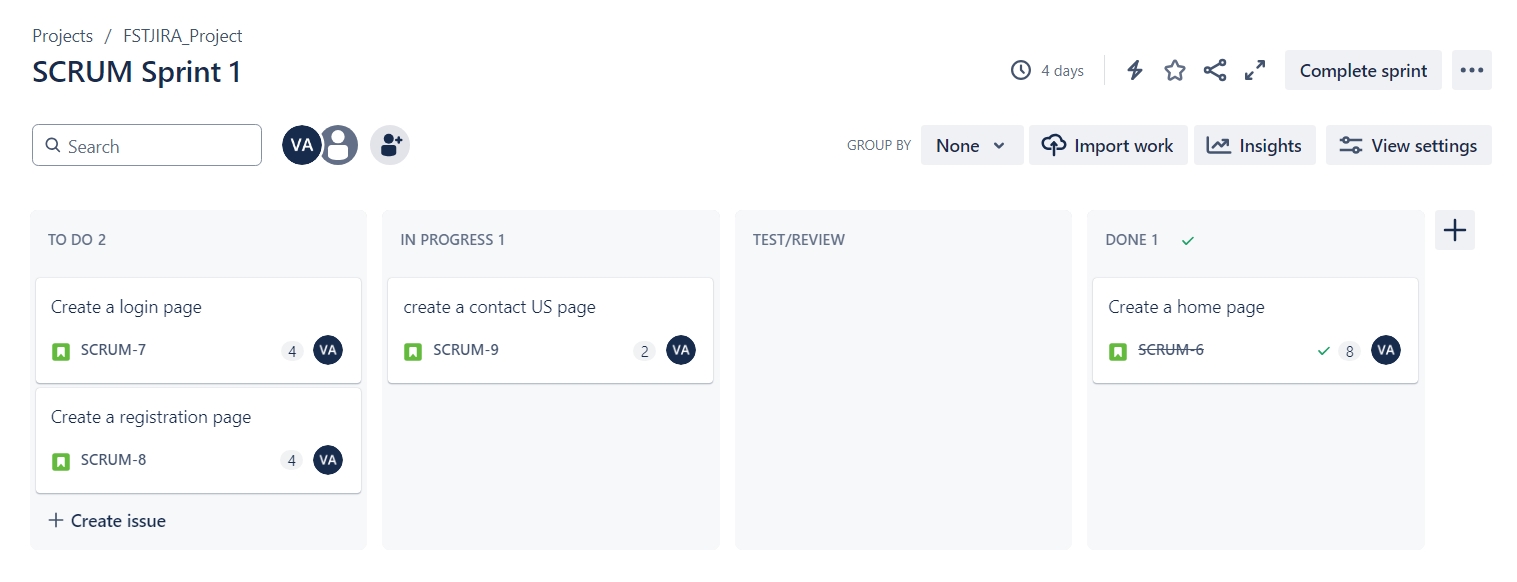 Projects / FSTJIRA_Project
SCRUM Sprint 1
4 days
Complete sprint
Search
VA
GROUP BY
None
Import work
Insights
View settings
TO DO 2
Create a login page
SCRUM-7
4
VA
Create a registration page
SCRUM-8
4
VA
Create issue
IN PROGRESS 1
create a contact US page
SCRUM-9
2
VA
TEST/REVIEW
DONE 1
Create a home page
SCRUM-6
8
VA